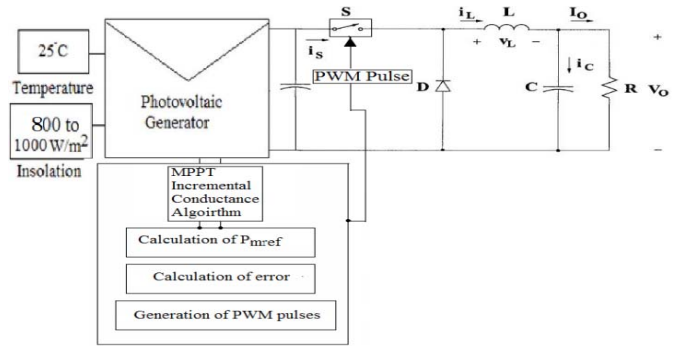 25°C
Temperature
800 to
1000 W/m2
Insolation
Photovoltaic
Generator
S
iS
PWM Pulse
D
iL
L
+ vL −
IO
iC
C
R
+
VO
−
MPPT
Incremental
Conductance
Algoirthm
Calculation of Pmref
Calculation of error
Generation of PWM pulses